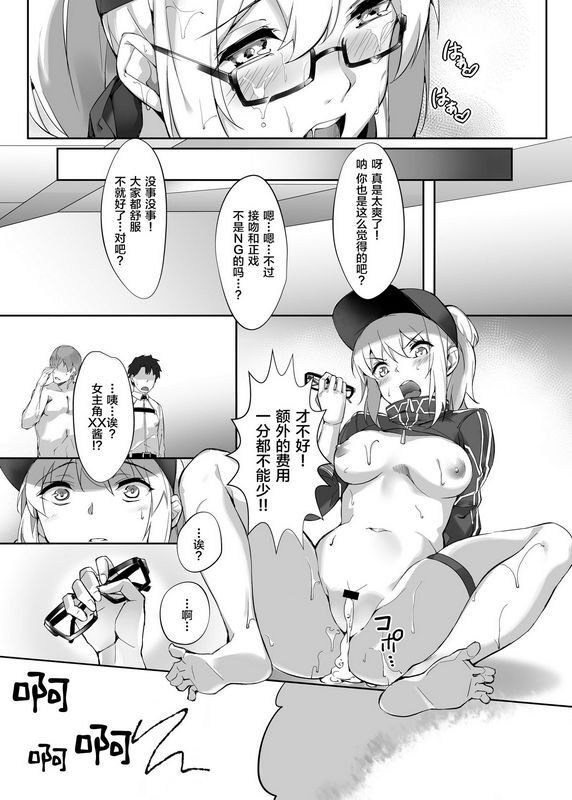 はぁ
はぁ
呀 真是太爽了!
呐 你也是这么觉得的吧?
嗯…嗯…不过
接吻和正戏
不是NG的吗…?
没事没事!
大家都舒服
不就好了…对吧?
才不好!
额外的费用
一分都不能少!!
…咦…诶?
女主角XX酱!?
…诶?
…啊…
コポ…
啊
啊
啊